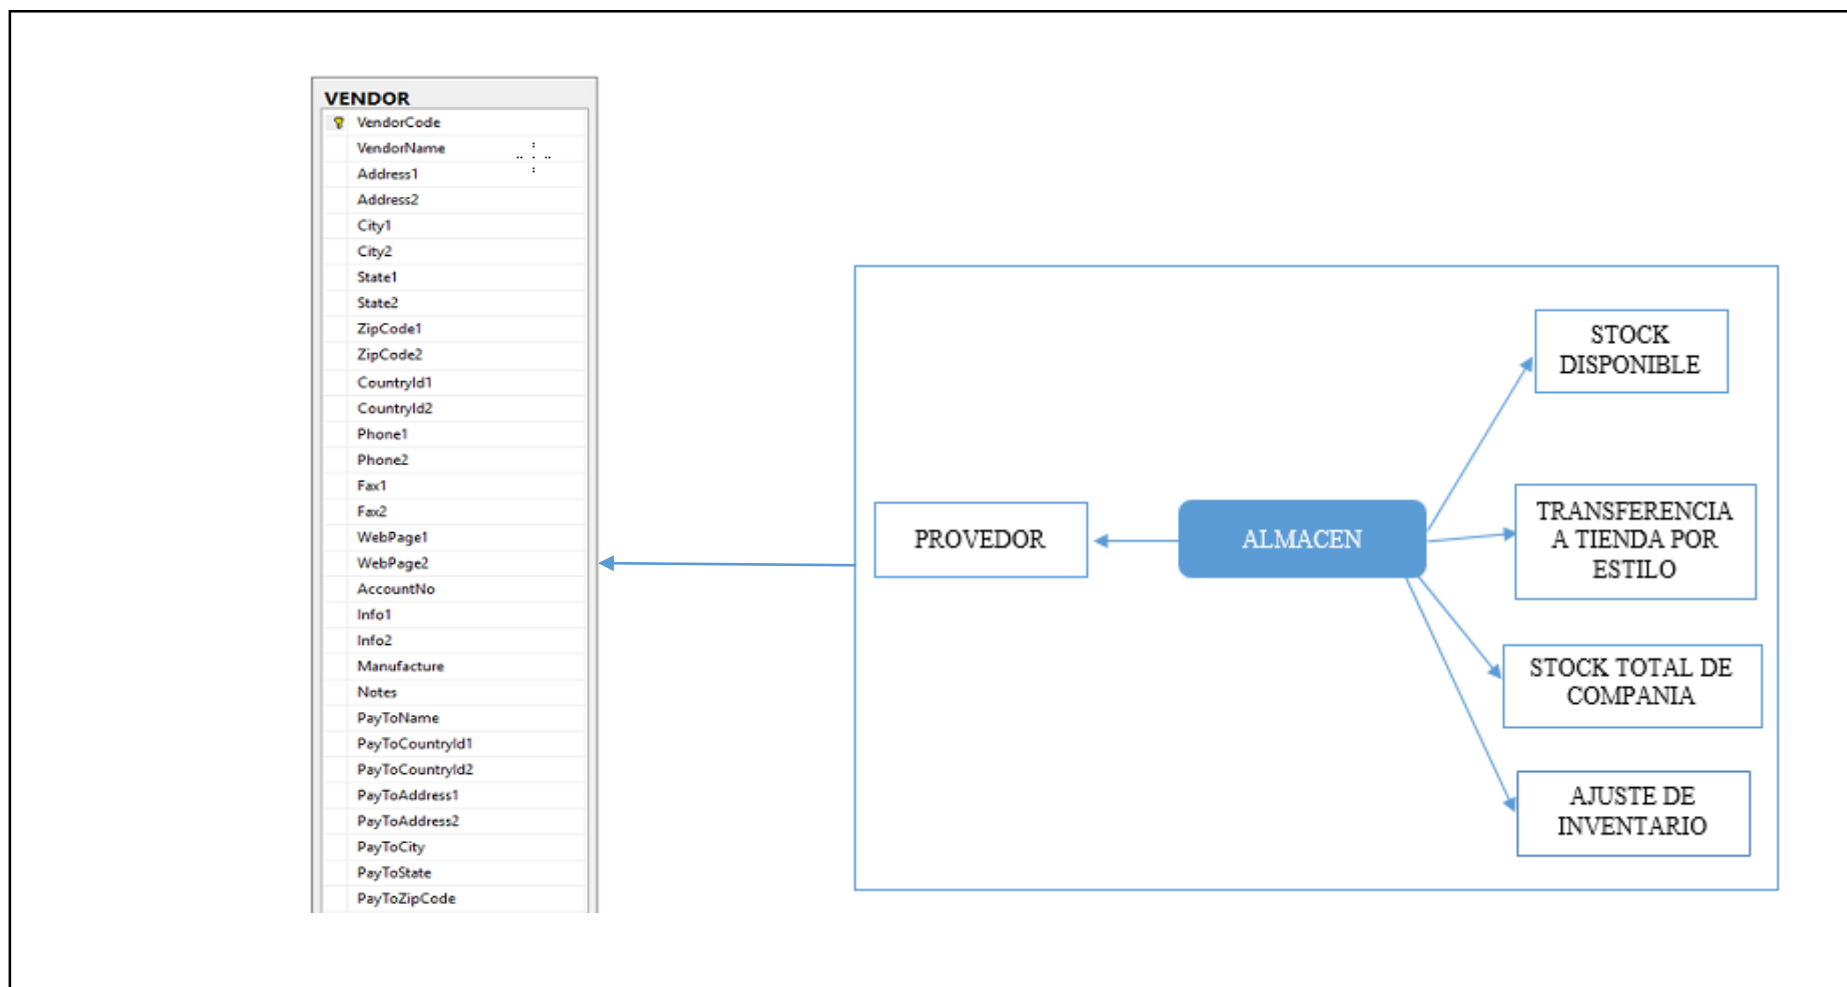 VENDOR
VendorCode
VendorName
Address1
Address2
City1
City2
State1
State2
ZipCode1
ZipCode2
CountryId1
CountryId2
Phone1
Phone2
Fax1
Fax2
WebPage1
WebPage2
AccountNo
Info1
Info2
Manufacture
Notes
PayToName
PayToCountryId1
PayToCountryId2
PayToAddress1
PayToAddress2
PayToCity
PayToState
PayToZipCode
PROVEDOR
ALMACEN
STOCK
DISPONIBLE
TRANSFERENCIA
A TIENDA POR
ESTILO
STOCK TOTAL DE
COMPANIA
AJUSTE DE
INVENTARIO